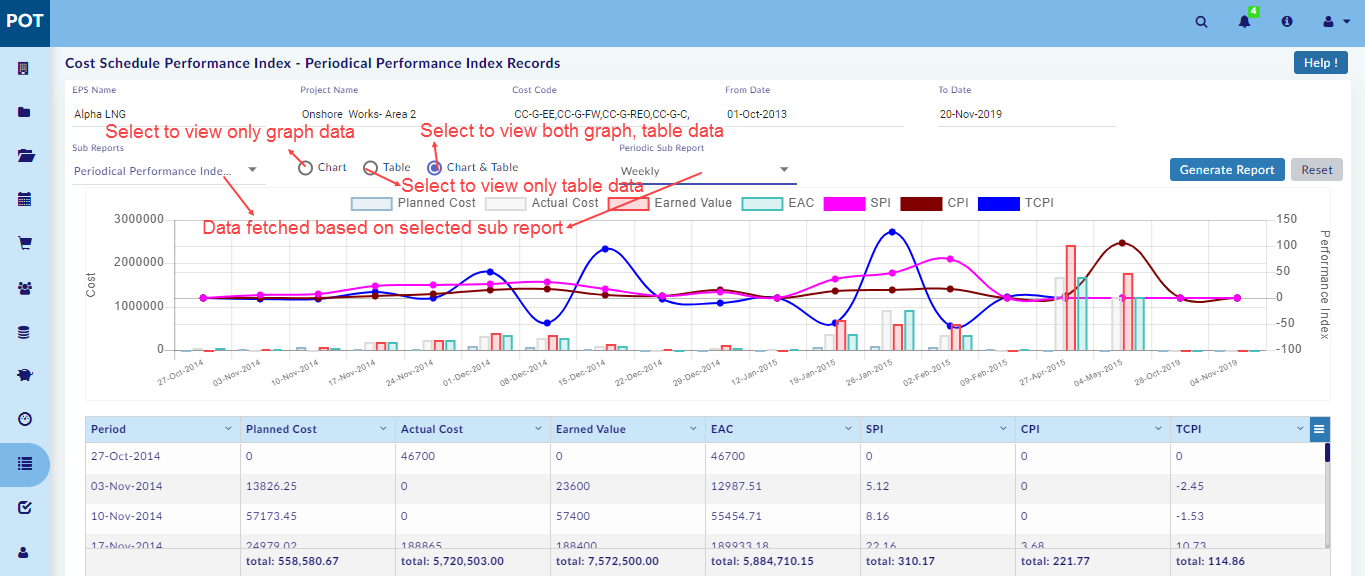 POT
4
Cost Schedule Performance Index - Periodical Performance Index Records
Help !
EPS Name Project Name Cost Code From Date To Date
Alpha LNG Onshore Works- Area 2 CC-G-EE,CC-G-FW,CC-G-REO,CC-G-C, 01-Oct-2013 20-Nov-2019
Select to view only graph data Select to view both graph, table data
Sub Reports Periodic Sub Report
Periodical Performance Inde... Chart Table Chart & Table Weekly Generate Report Reset
Select to view only table data
Planned Cost Actual Cost Earned Value EAC SPI CPI TCPI
Data fetched based on selected sub report
3000000 150
100
2000000 50
1000000 0
-50
0 -100
Cost
Performance Index
27-Oct-2014 03-Nov-2014 10-Nov-2014 17-Nov-2014 24-Nov-2014 01-Dec-2014 08-Dec-2014 15-Dec-2014 22-Dec-2014 29-Dec-2014 12-Jan-2015 19-Jan-2015 26-Jan-2015 02-Feb-2015 09-Feb-2015 27-Apr-2015 04-May-2015 28-Oct-2019 04-Nov-2019
Period Planned Cost Actual Cost Earned Value EAC SPI CPI TCPI
27-Oct-2014 0 46700 0 46700 0 0 0
03-Nov-2014 13826.25 0 23600 12987.51 5.12 0 -2.45
10-Nov-2014 57173.45 0 57400 55454.71 8.16 0 -1.53
17-Nov-2014 24979.02 188865 188400 189933.18 22.16 3.68 10.73
total: 558,580.67 total: 5,720,503.00 total: 7,572,500.00 total: 5,884,710.15 total: 310.17 total: 221.77 total: 114.86